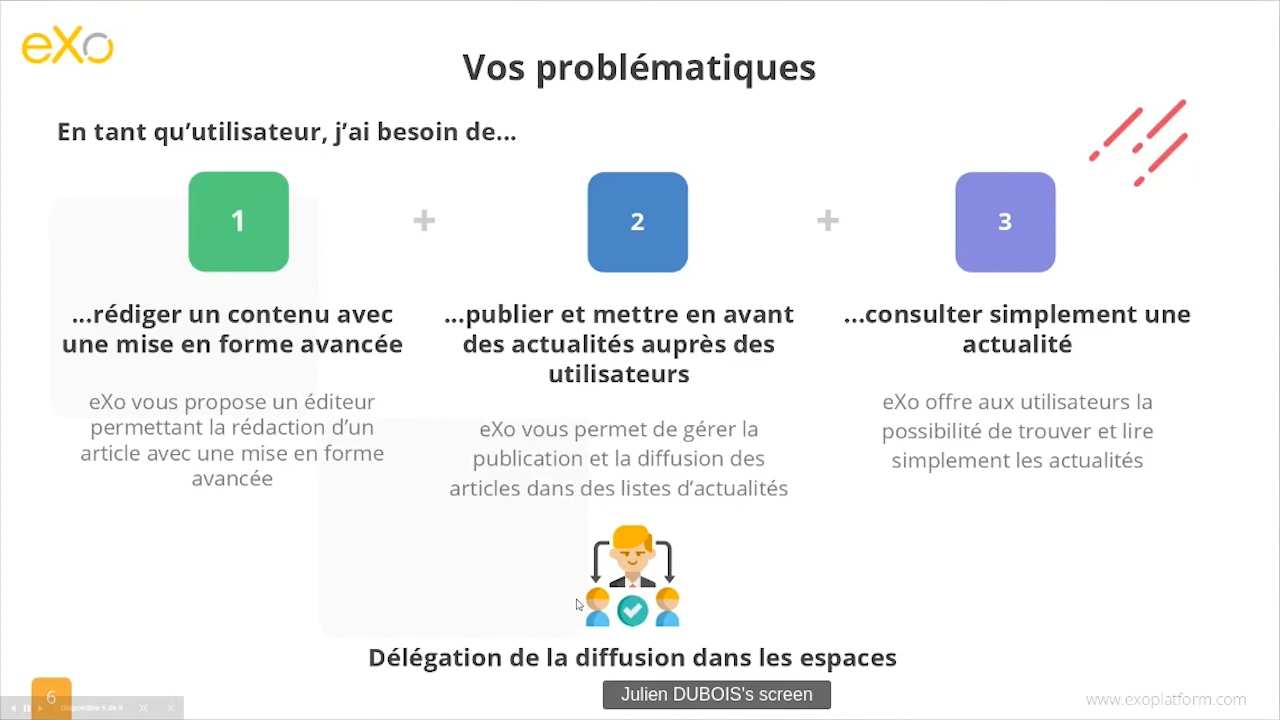 eXo
Vos problématiques
En tant qu’utilisateur, j’ai besoin de...
1
+
2
+
3
...rédiger un contenu avec
une mise en forme avancée
eXo vous propose un éditeur
permettant la rédaction d’un
article avec une mise en forme
avancée
...publier et mettre en avant
des actualités auprès des
utilisateurs
eXo vous permet de gérer la
publication et la diffusion des
articles dans des listes d’actualités
...consulter simplement une
actualité
eXo offre aux utilisateurs la
possibilité de trouver et lire
simplement les actualités
Délégation de la diffusion dans les espaces
6
Julien DUBOIS's screen
www.exoplatform.com